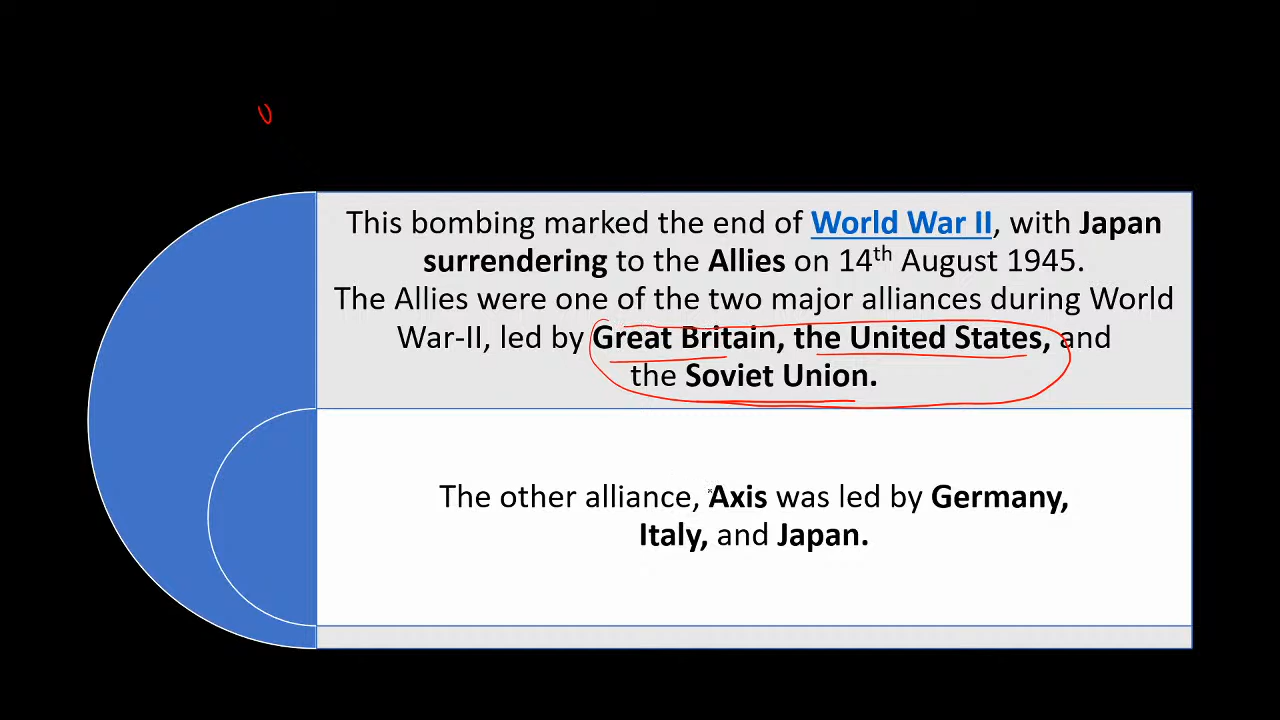 This bombing marked the end of World War II, with Japan
surrendering to the Allies on 14th August 1945.
The Allies were one of the two major alliances during World
War-II, led by Great Britain, the United States, and
the Soviet Union.
The other alliance, Axis was led by Germany,
Italy, and Japan.